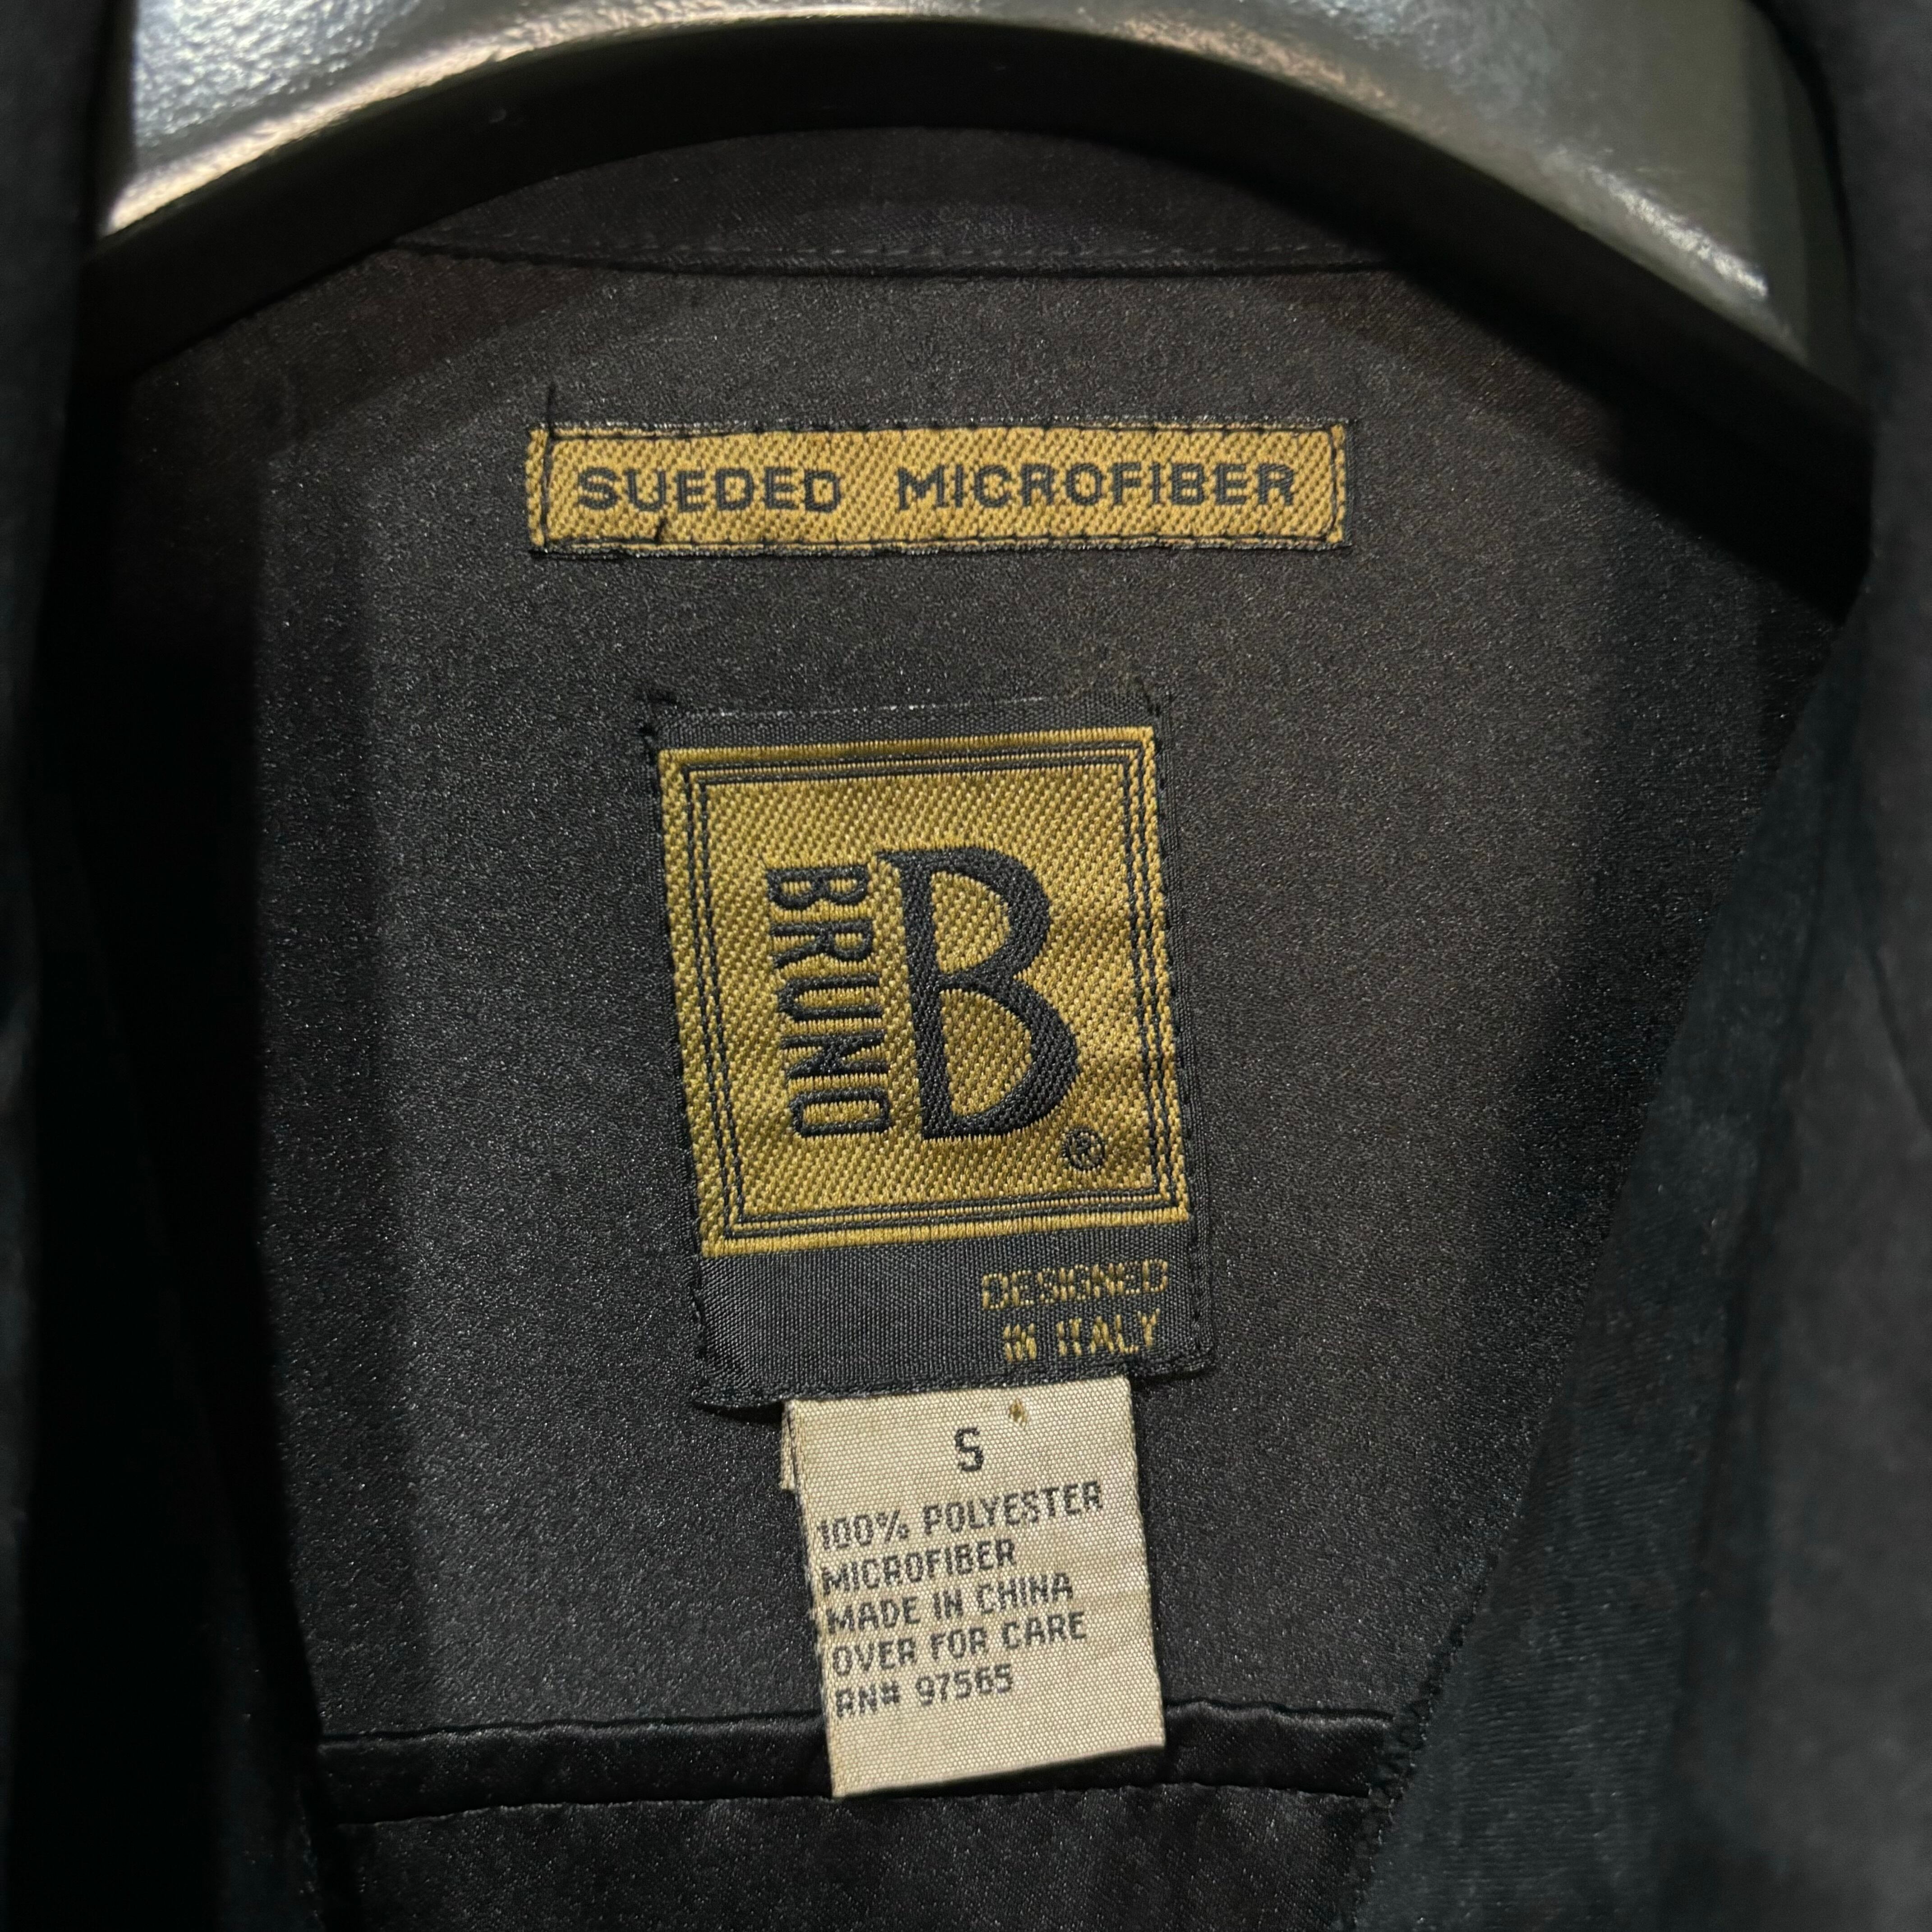 SUEDED MICROFIBER
B
BRUNO
®
DESIGNED
IN ITALY
S
100% POLYESTER
MICROFIBER
MADE IN CHINA
OVER FOR CARE
RN# 97565